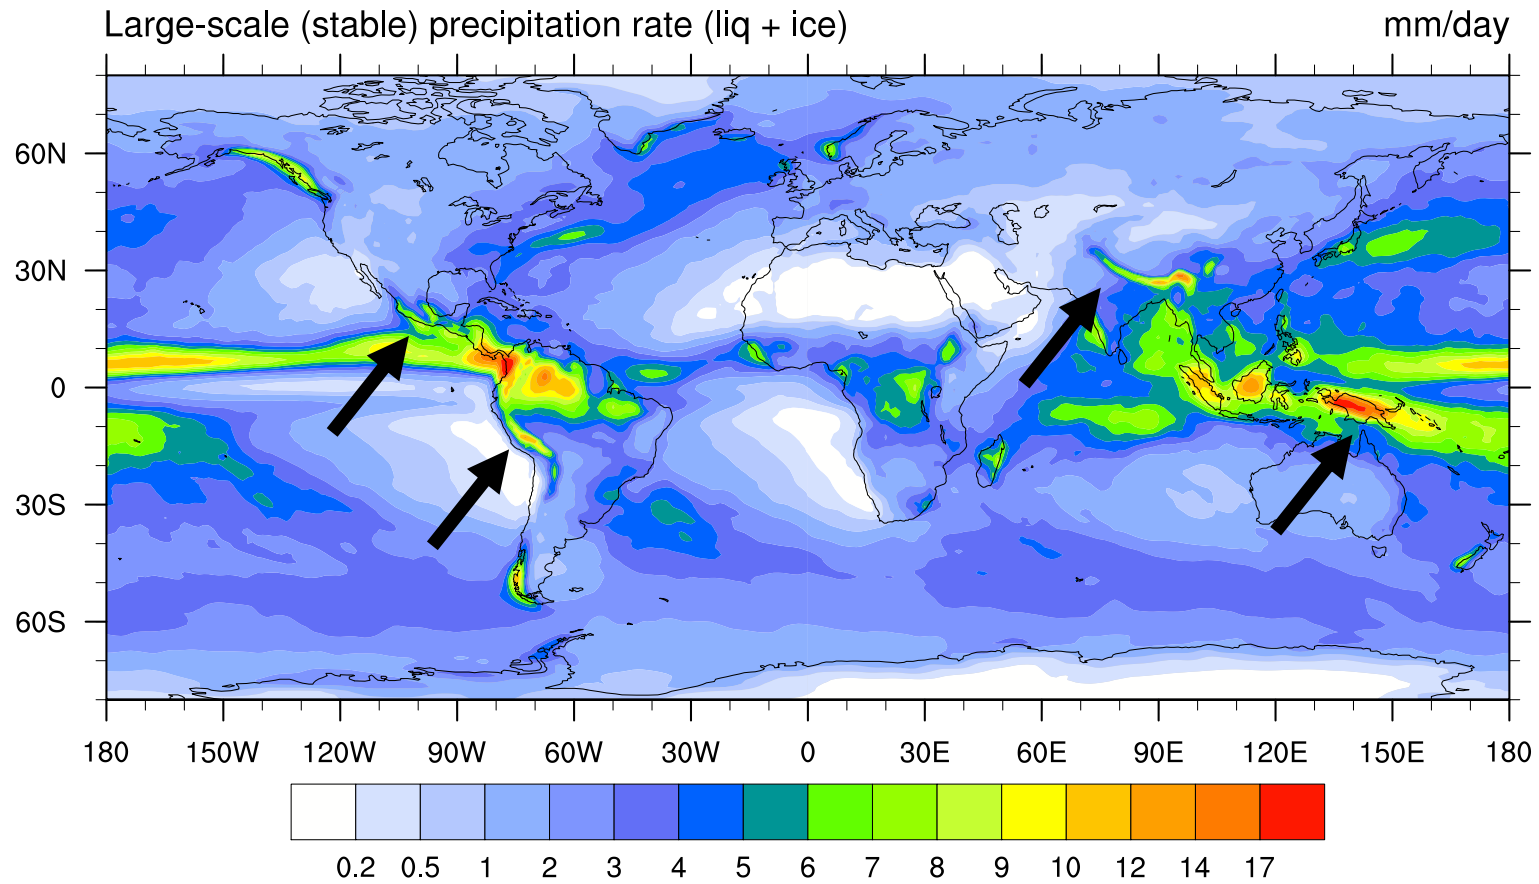 Large-scale (stable) precipitation rate (liq + ice) mm/day
60N
30N
0
30S
60S
180 150W 120W 90W 60W 30W 0 30E 60E 90E 120E 150E 180
0.2 0.5 1 2 3 4 5 6 7 8 9 10 12 14 17